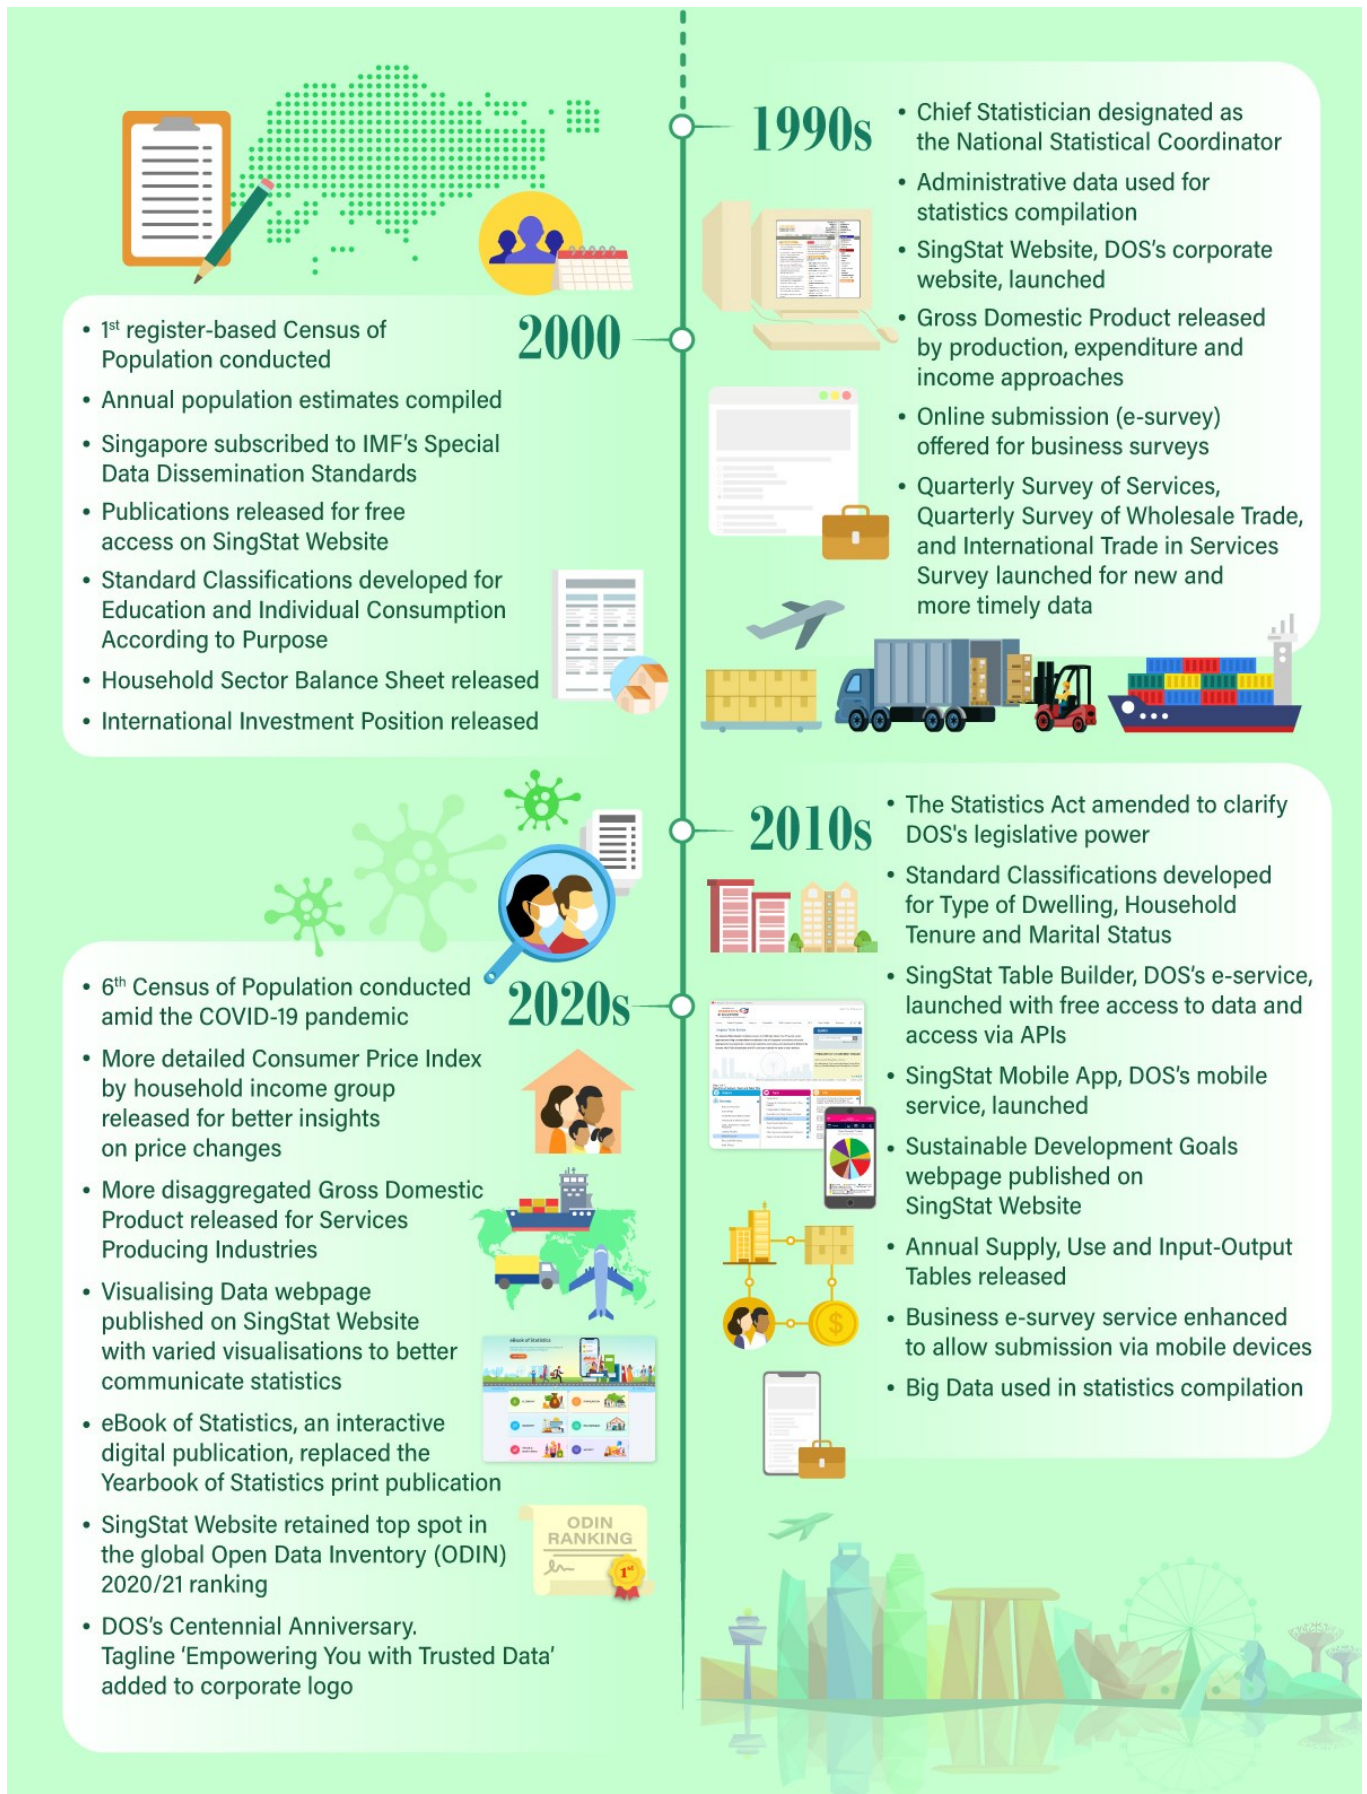 1990s
• Chief Statistician designated as
the National Statistical Coordinator
• Administrative data used for
statistics compilation
• SingStat Website, DOS's corporate
website, launched
• Gross Domestic Product released
by production, expenditure and
income approaches
• Online submission (e-survey)
offered for business surveys
• Quarterly Survey of Services,
Quarterly Survey of Wholesale Trade,
and International Trade in Services
Survey launched for new and
more timely data
2000
• 1st register-based Census of
Population conducted
• Annual population estimates compiled
• Singapore subscribed to IMF's Special
Data Dissemination Standards
• Publications released for free
access on SingStat Website
• Standard Classifications developed for
Education and Individual Consumption
According to Purpose
• Household Sector Balance Sheet released
• International Investment Position released
2010s
• The Statistics Act amended to clarify
DOS's legislative power
• Standard Classifications developed
for Type of Dwelling, Household
Tenure and Marital Status
• SingStat Table Builder, DOS's e-service,
launched with free access to data and
access via APIs
• SingStat Mobile App, DOS's mobile
service, launched
• Sustainable Development Goals
webpage published on
SingStat Website
• Annual Supply, Use and Input-Output
Tables released
• Business e-survey service enhanced
to allow submission via mobile devices
• Big Data used in statistics compilation
$
2020s
• 6th Census of Population conducted
amid the COVID-19 pandemic
• More detailed Consumer Price Index
by household income group
released for better insights
on price changes
• More disaggregated Gross Domestic
Product released for Services
Producing Industries
• Visualising Data webpage
published on SingStat Website
with varied visualisations to better
communicate statistics
• eBook of Statistics, an interactive
digital publication, replaced the
Yearbook of Statistics print publication
eBook of Statistics
• SingStat Website retained top spot in
the global Open Data Inventory (ODIN)
2020/21 ranking
ODIN
RANKING
1st
• DOS's Centennial Anniversary.
Tagline 'Empowering You with Trusted Data'
added to corporate logo